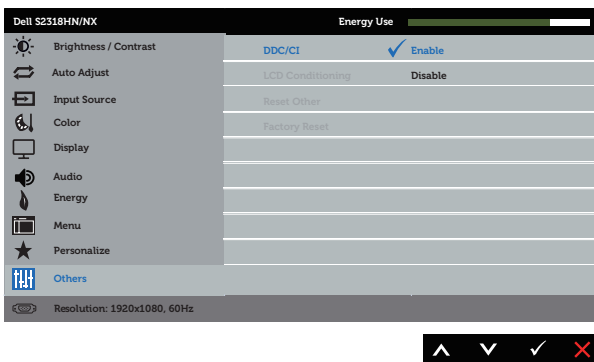 Dell S2318HN/NX
Energy Use
Brightness / Contrast
Auto Adjust
Input Source
Color
Display
Audio
Energy
Menu
Personalize
Others
DDC/CI
Enable
LCD Conditioning
Disable
Reset Other
Factory Reset
Resolution: 1920x1080, 60Hz